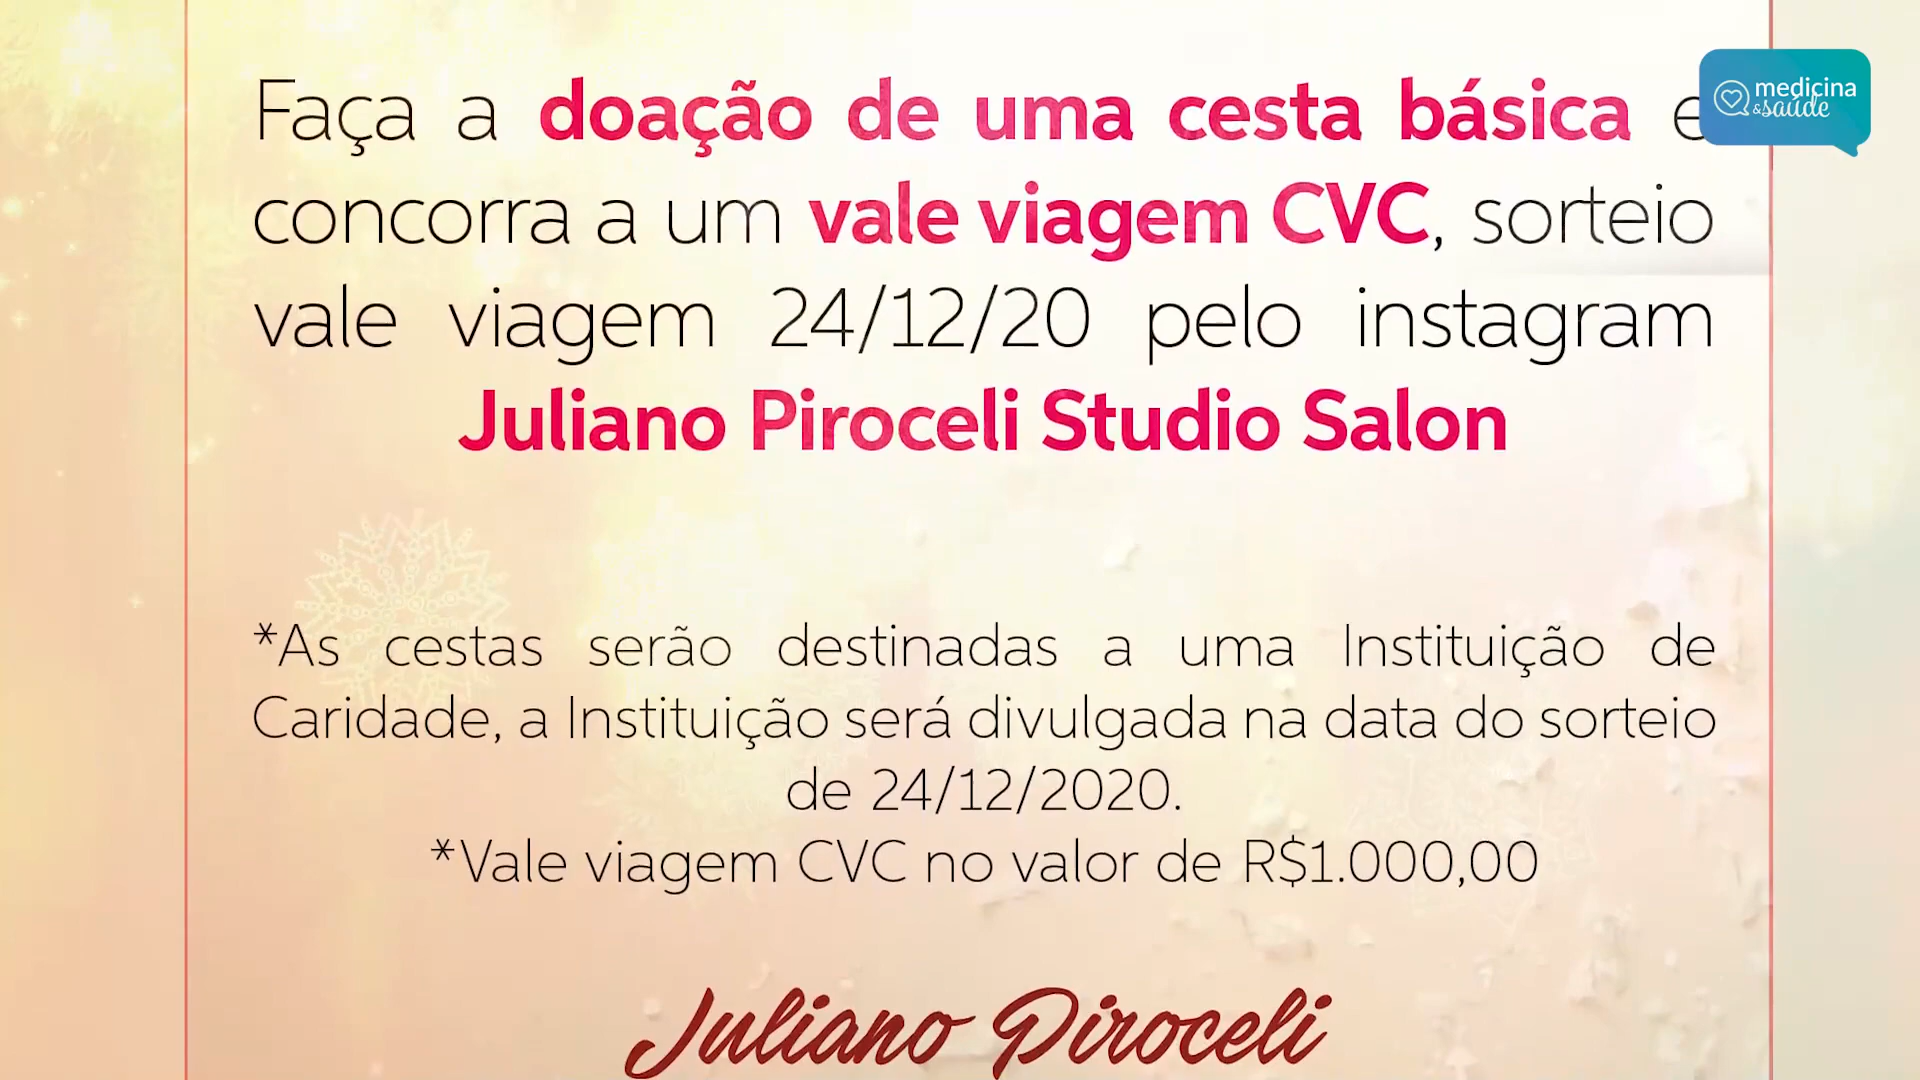 Faça a doação de uma cesta básica e
concorra a um vale viagem CVC, sorteio
vale viagem 24/12/20 pelo instagram
Juliano Piroceli Studio Salon
*As cestas serão destinadas a uma Instituição de
Caridade, a Instituição será divulgada na data do sorteio
de 24/12/2020.
*Vale viagem CVC no valor de R$1.000,00
Juliano Piroceli
medicina
&saúde